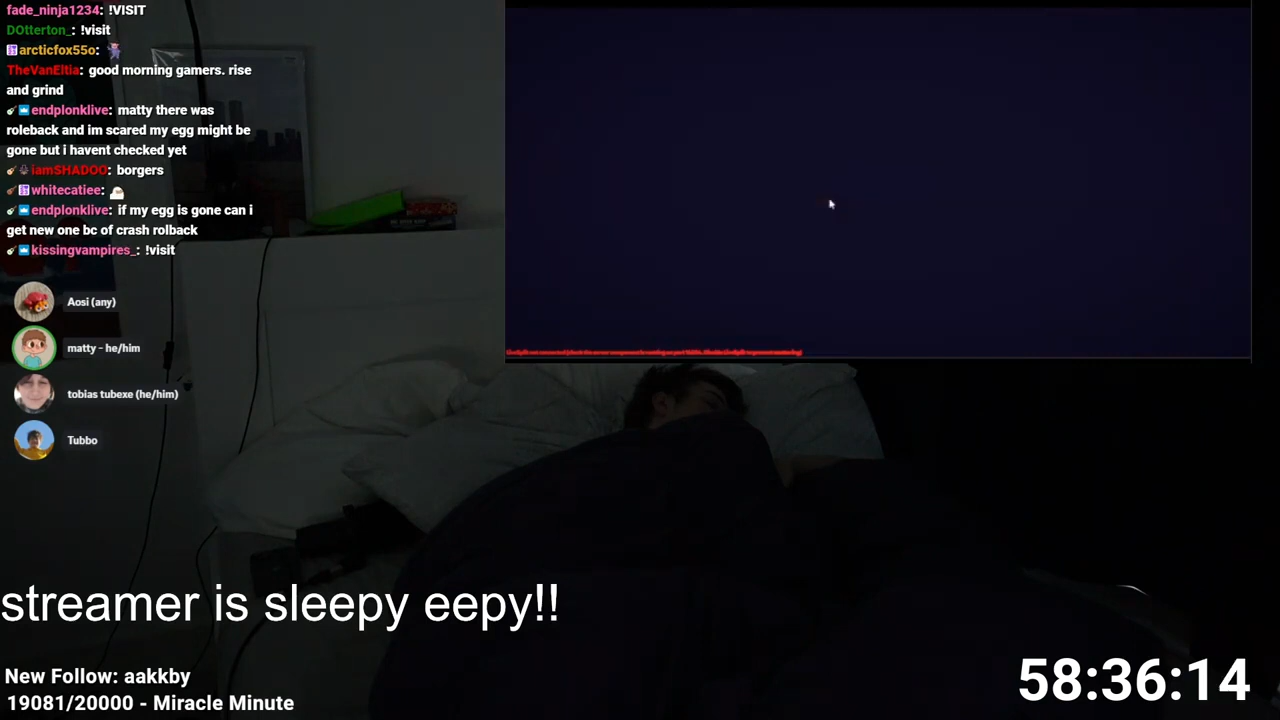 fade_ninja1234: !VISIT
DOtterton_: !visit
arcticfox55o:
TheVanEltia: good morning gamers. rise
and grind
endplonklive: matty there was
roleback and im scared my egg might be
gone but i havent checked yet
iamSHADOO: borgers
whitecatiee:
endplonklive: if my egg is gone can i
get new one bc of crash rolback
kissingvampires_: !visit
Aosi (any)
matty - he/him
tobias tubexe (he/him)
Tubbo
streamer is sleepy eepy!!
New Follow: aakkby
19081/20000 - Miracle Minute
58:36:14